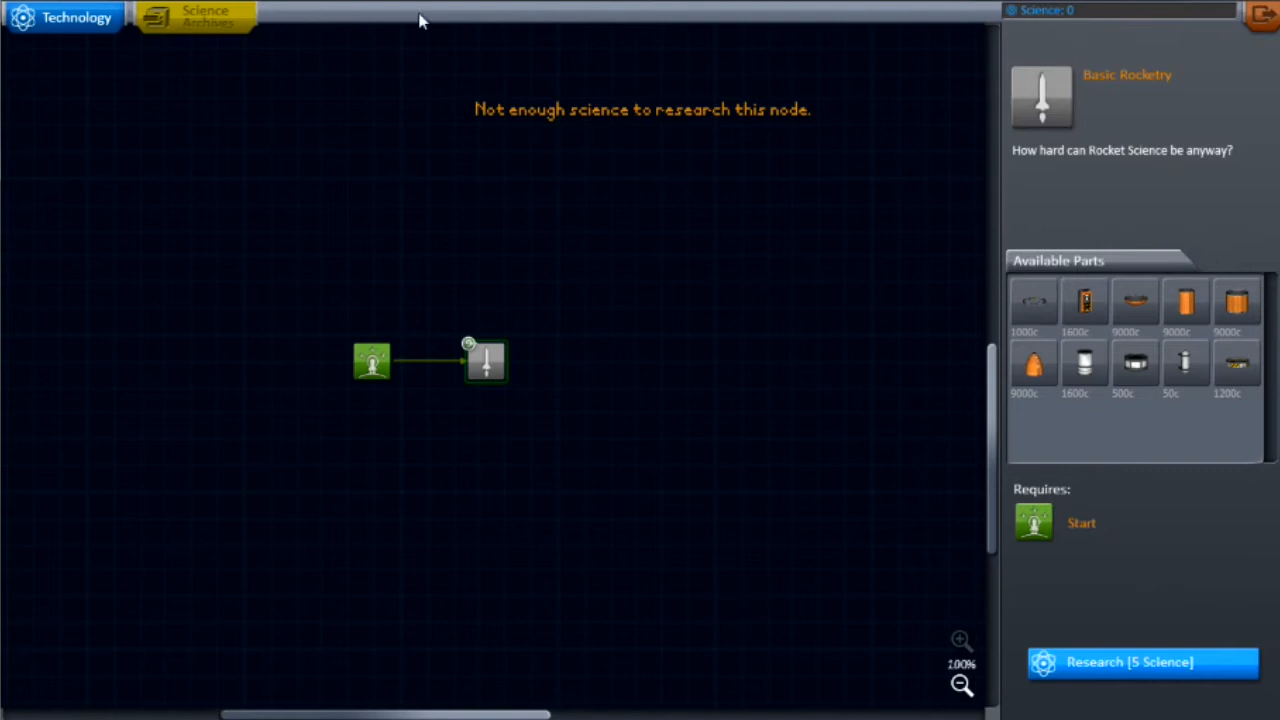 Technology
Science
Archives
Science: 0
Not enough science to research this node.
Basic Rocketry
How hard can Rocket Science be anyway?
Available Parts
1000c 1600c 9000c 9000c 9000c
9000c 1600c 500c 50c 1200c
Requires:
Start
100%
Research [5 Science]